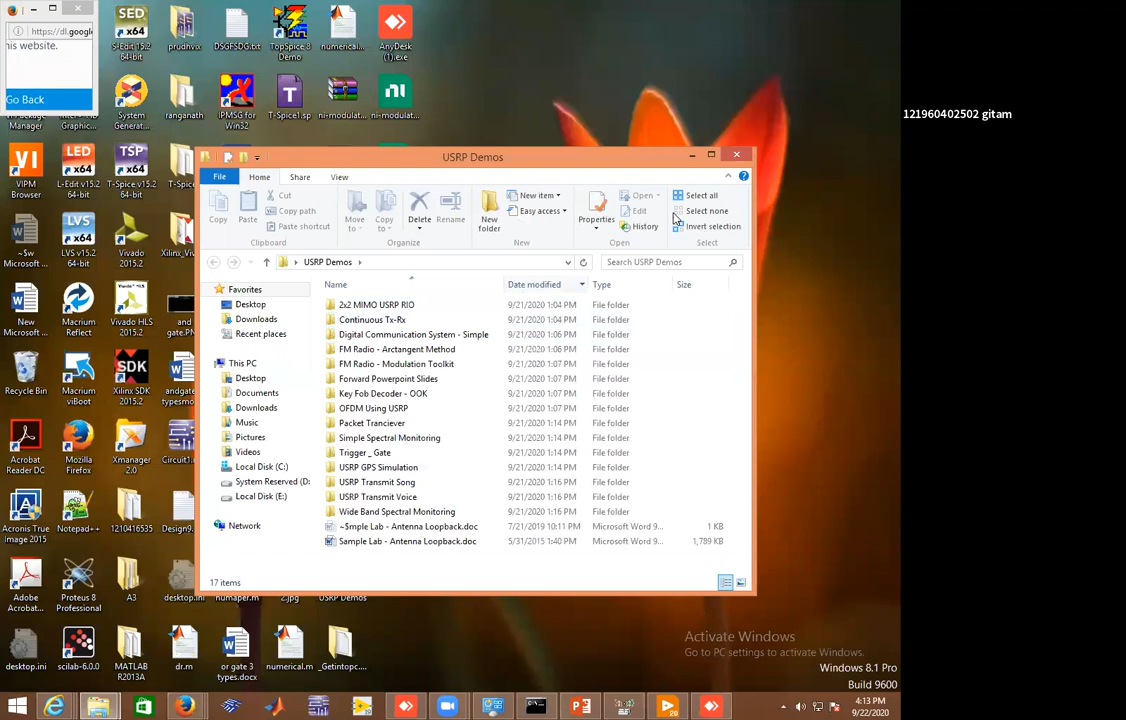 https://dl.google
his website.
Go Back
S-Edit 15.2
64-bit
prudhvix
DSGFSDG.txt
TopSpice 8
Demo
numerical...
AnyDesk
(1).exe
Package
Manager
Intel- HD
Graphic...
System
Generat...
ranganath
IPMSG for
Win32
T-Spice1.sp
ni-modulat...
ni-modulat...
VIPM
Browser
L-Edit v15.2
64-bit
T-Spice v15.2
64-bit
T-Spice
~$w
Microsoft ...
LVS v15.2
64-bit
Vivado
2015.2
Xilinx_Viv
New
Microsoft ...
Macrium
Reflect
Vivado HLS
2015.2
and
gate.PN
Recycle Bin
Macrium
viBoot
Xilinx SDK
2015.2
andgate
typesmo
Acrobat
Reader DC
Mozilla
Firefox
Xmanager
2.0
Circuit1
Acronis True
Image 2015
Notepad++
1210416535
Design9
Adobe
Acrobat...
Proteus 8
Professional
A3
desktop.ini
numaper.m
2.jpg
USRP Demos
desktop.ini
scilab-6.0.0
MATLAB
R2013A
dr.m
or gate 3
types.docx
numerical.m
_Getintopc....
USRP Demos
File
Home
Share
View
Copy
Paste
Cut
Copy path
Paste shortcut
Clipboard
Move
to
Copy
to
Delete
Rename
Organize
New
folder
New item
Easy access
New
Properties
Open
Edit
History
Open
Select all
Select none
Invert selection
Select
USRP Demos
Search USRP Demos
Favorites
Desktop
Downloads
Recent places
This PC
Desktop
Documents
Downloads
Music
Pictures
Videos
Local Disk (C:)
System Reserved (D:
Local Disk (E:)
Network
Name Date modified Type Size
2x2 MIMO USRP RIO 9/21/2020 1:04 PM File folder
Continuous Tx-Rx 9/21/2020 1:04 PM File folder
Digital Communication System - Simple 9/21/2020 1:06 PM File folder
FM Radio - Arctangent Method 9/21/2020 1:06 PM File folder
FM Radio - Modulation Toolkit 9/21/2020 1:07 PM File folder
Forward Powerpoint Slides 9/21/2020 1:07 PM File folder
Key Fob Decoder - OOK 9/21/2020 1:07 PM File folder
OFDM Using USRP 9/21/2020 1:07 PM File folder
Packet Tranciever 9/21/2020 1:14 PM File folder
Simple Spectral Monitoring 9/21/2020 1:14 PM File folder
Trigger _ Gate 9/21/2020 1:14 PM File folder
USRP GPS Simulation 9/21/2020 1:14 PM File folder
USRP Transmit Song 9/21/2020 1:16 PM File folder
USRP Transmit Voice 9/21/2020 1:16 PM File folder
Wide Band Spectral Monitoring 9/21/2020 1:16 PM File folder
~$mple Lab - Antenna Loopback.doc 7/21/2019 10:11 PM Microsoft Word 9... 1 KB
Sample Lab - Antenna Loopback.doc 5/31/2015 1:40 PM Microsoft Word 9... 1,789 KB
17 items
121960402502 gitam
Activate Windows
Go to PC settings to activate Windows.
Windows 8.1 Pro
Build 9600
4:13 PM
9/22/2020